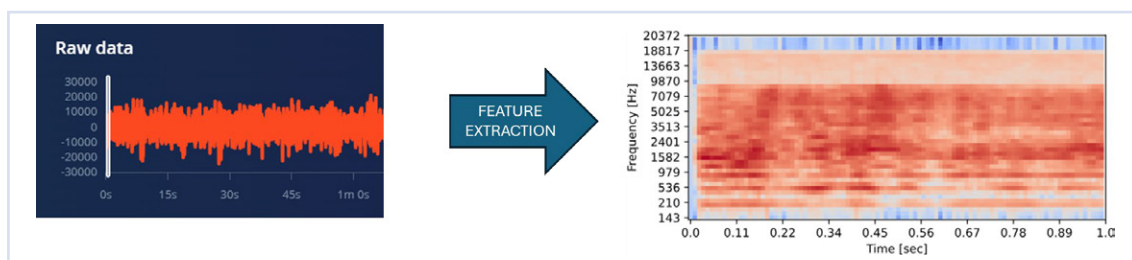 Raw data
30000
20000
10000
0
-10000
-20000
-30000
0s 15s 30s 45s 1m 0s
FEATURE
EXTRACTION
Frequency [Hz]
20372
18817
13663
9870
7079
5025
3513
2401
1582
979
536
210
143
0.0 0.11 0.22 0.34 0.45 0.56 0.67 0.78 0.89 1.0
Time [sec]